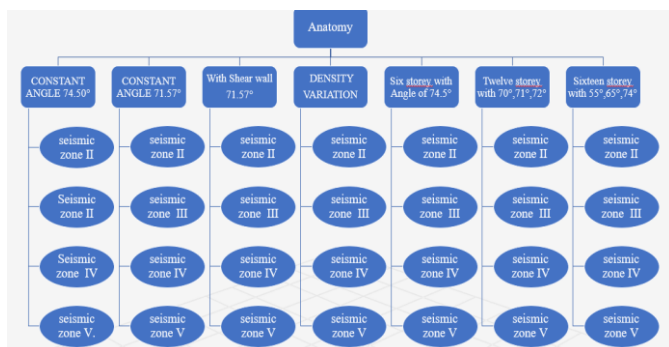 Anatomy
CONSTANT
ANGLE 74.50°
CONSTANT
ANGLE 71.57°
With Shear wall
71.57°
DENSITY
VARIATION
Six storey with
Angle of 74.5°
Twelve storey
with 70°,71°,72°
Sixteen storey
with 55°,65°,74°
seismic
zone II
seismic
zone II
seismic
zone II
seismic
zone II
seismic
zone II
seismic
zone II
seismic
zone II
Seismic
zone II
seismic
zone III
seismic
zone III
seismic
zone III
seismic
zone III
seismic
zone III
seismic
zone III
Seismic
zone IV
seismic
zone IV
seismic
zone IV
seismic
zone IV
seismic
zone IV
seismic
zone IV
seismic
zone IV
seismic
zone V.
seismic
zone V
seismic
zone V
seismic
zone V
seismic
zone V
seismic
zone V
seismic
zone V